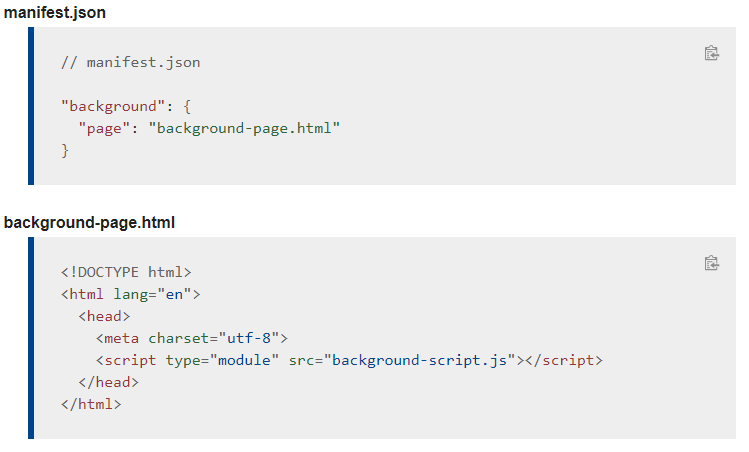 manifest.json
// manifest.json
"background": {
  "page": "background-page.html"
}
background-page.html
<!DOCTYPE html>
<html lang="en">
  <head>
    <meta charset="utf-8">
    <script type="module" src="background-script.js"></script>
  </head>
</html>